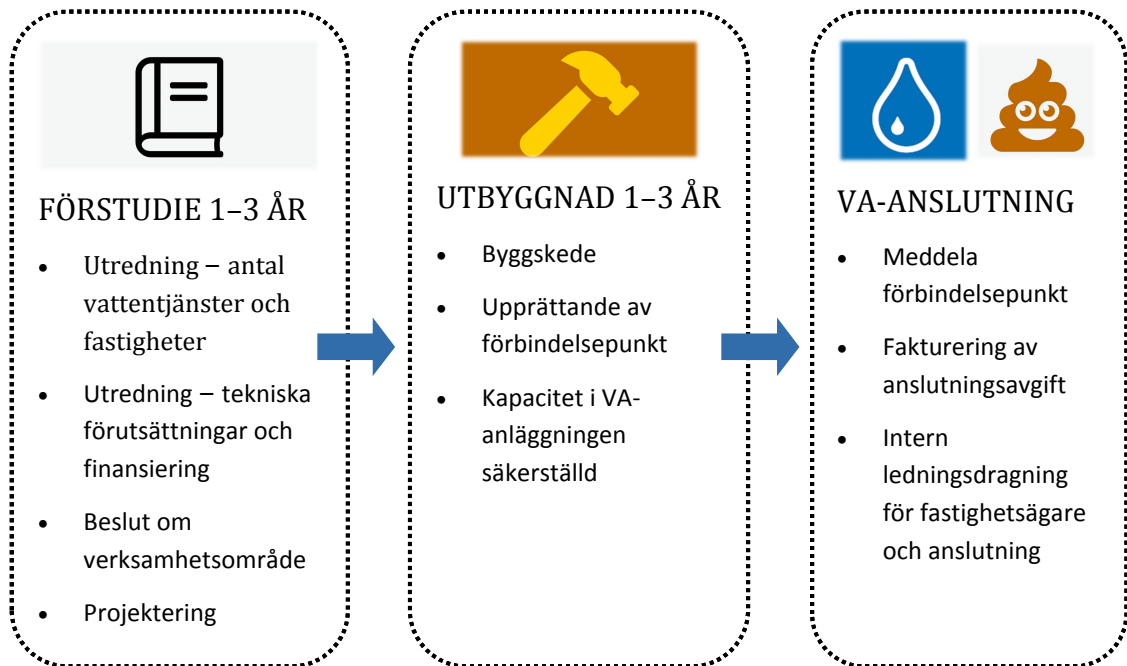 FÖRSTUDIE 1–3 ÅR
• Utredning – antal
vattentjänster och
fastigheter
• Utredning – tekniska
förutsättningar och
finansiering
• Beslut om
verksamhetsområde
• Projektering
UTBYGGNAD 1–3 ÅR
• Byggskede
• Upprättande av
förbindelsepunkt
• Kapacitet i VA-
anläggningen
säkerställd
VA-ANSLUTNING
• Meddela
förbindelsepunkt
• Fakturering av
anslutningsavgift
• Intern
ledningsdragning
för fastighetsägare
och anslutning